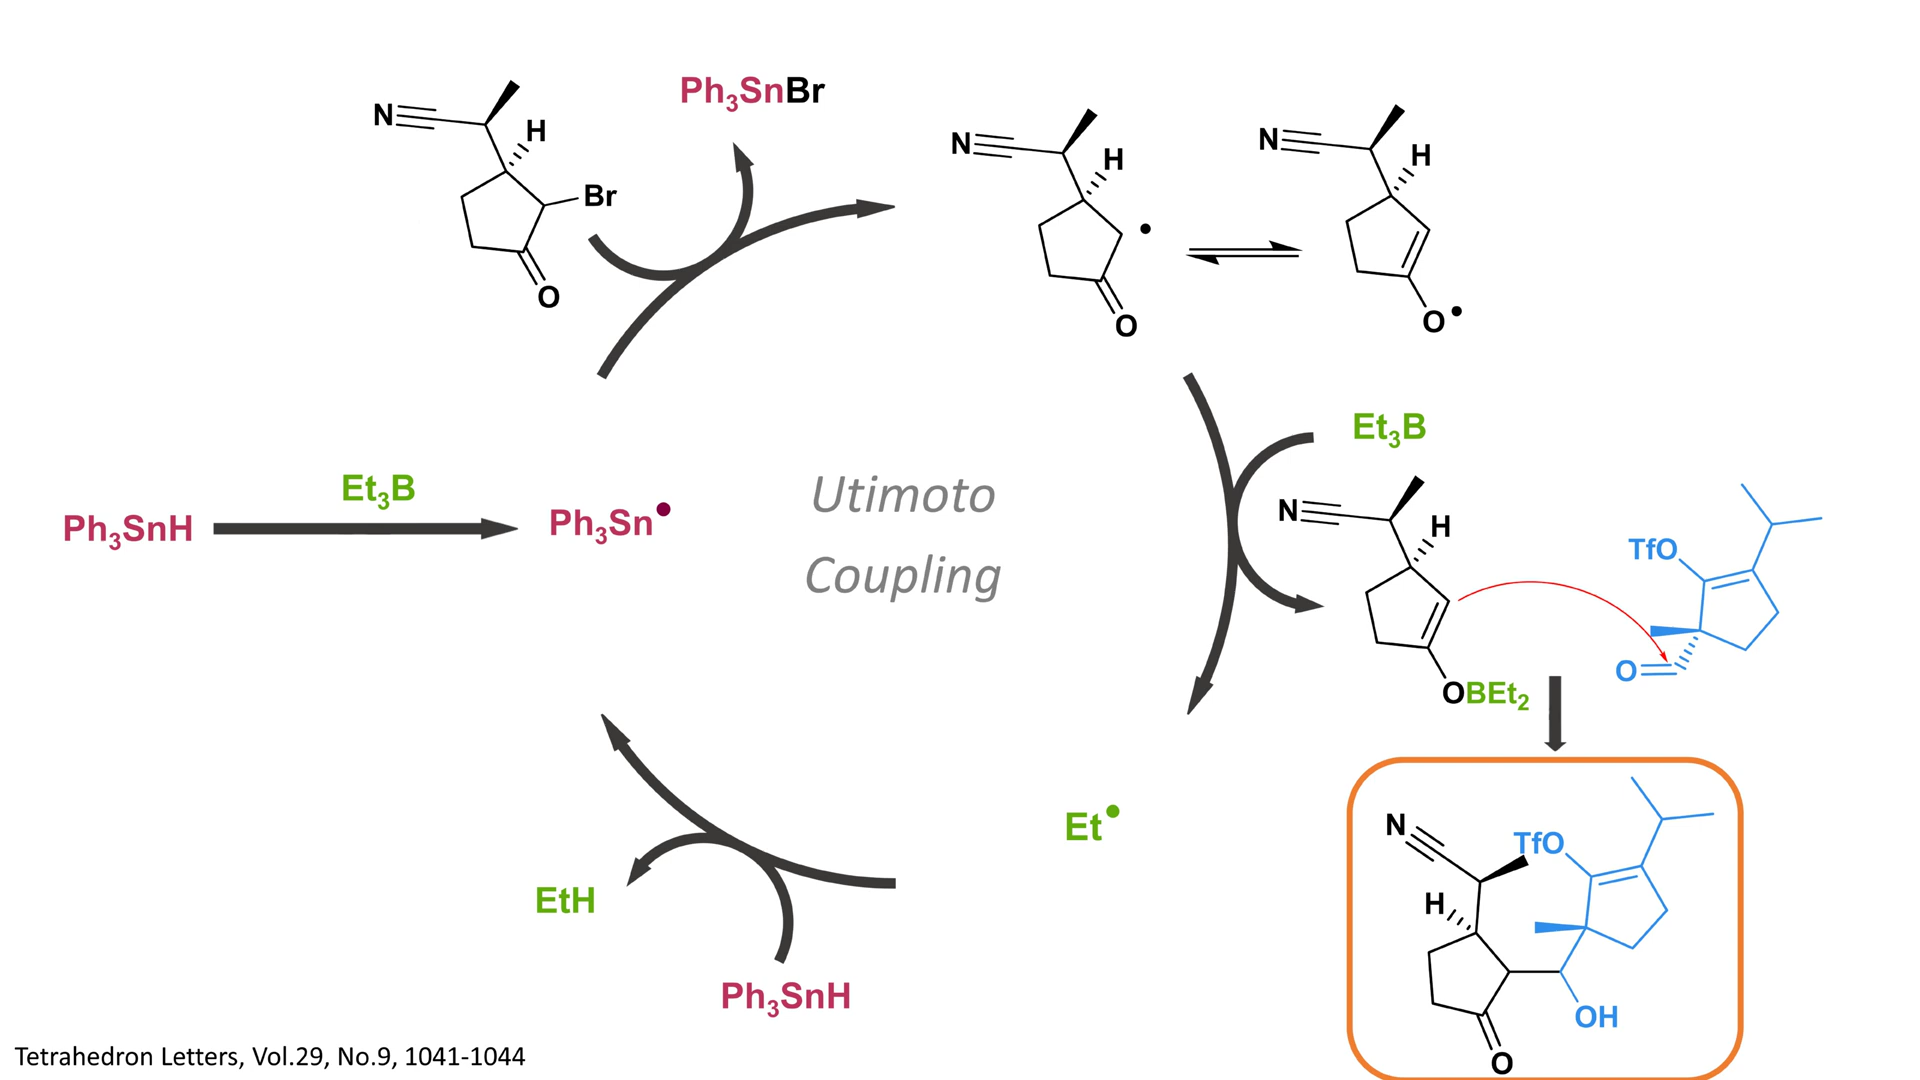 Ph₃SnBr
N
H
Br
O
N
H
O
N
H
O•
Et₃B
Et₃B
Ph₃SnH
Ph₃Sn•
Utimoto
Coupling
N
H
OBEt₂
TfO
O
Et•
EtH
Ph₃SnH
N
TfO
H
OH
O
Tetrahedron Letters, Vol.29, No.9, 1041-1044